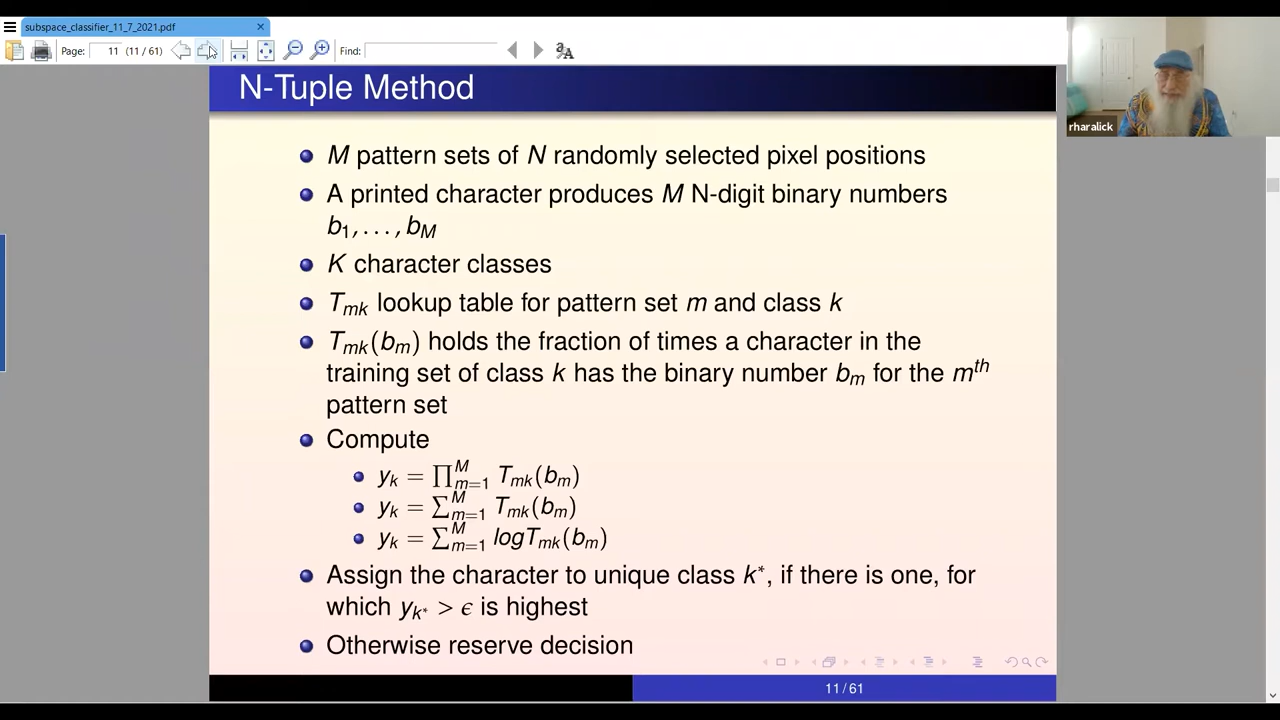 subspace_classifier_11_7_2021.pdf
Page: 11 (11 / 61) Find:
N-Tuple Method
M pattern sets of N randomly selected pixel positions
A printed character produces M N-digit binary numbers
b1, . . . , bM
K character classes
Tmk lookup table for pattern set m and class k
Tmk(bm) holds the fraction of times a character in the
training set of class k has the binary number bm for the mth
pattern set
Compute
yk = ∏m=1^M Tmk(bm)
yk = ∑m=1^M Tmk(bm)
yk = ∑m=1^M logTmk(bm)
Assign the character to unique class k*, if there is one, for
which yk* > ϵ is highest
Otherwise reserve decision
11 / 61
rharalick